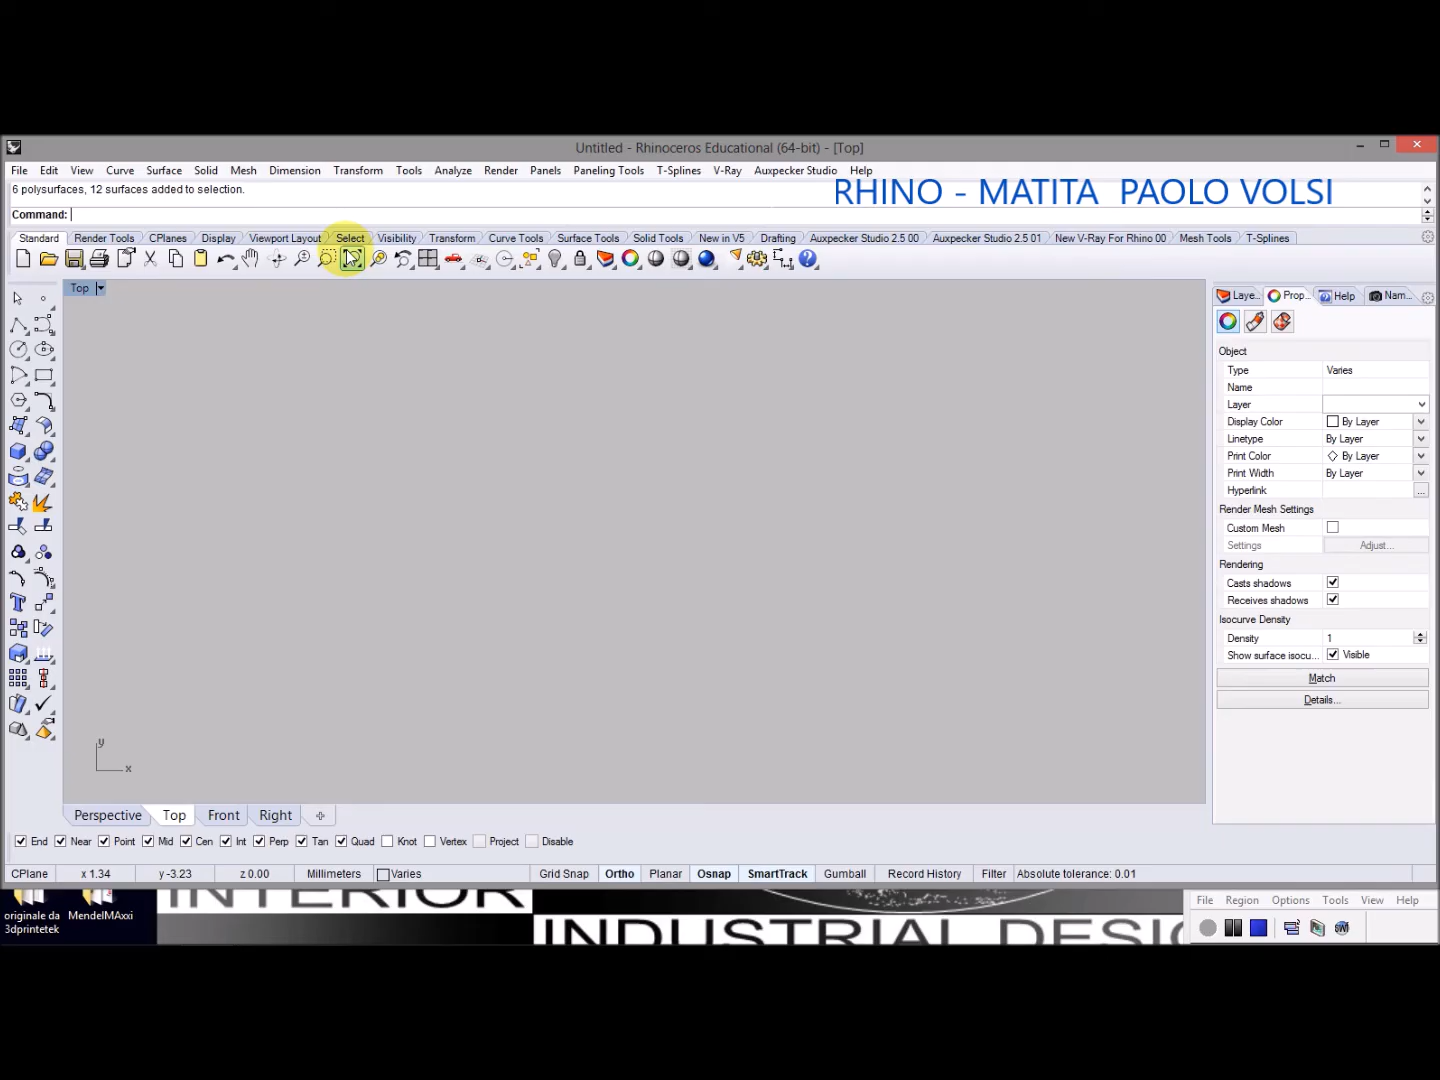 Untitled - Rhinoceros Educational (64-bit) - [Top]
File Edit View Curve Surface Solid Mesh Dimension Transform Tools Analyze Render Panels Paneling Tools T-Splines V-Ray Auxpecker Studio Help
6 polysurfaces, 12 surfaces added to selection.
RHINO - MATITA PAOLO VOLSI
Command:
Standard Render Tools CPlanes Display Viewport Layout Select Visibility Transform Curve Tools Surface Tools Solid Tools New in V5 Drafting Auxpecker Studio 2.5 00 Auxpecker Studio 2.5 01 New V-Ray For Rhino 00 Mesh Tools T-Splines
Top
Laye... Prop... Help Nam...
Object
Type Varies
Name
Layer
Display Color By Layer
Linetype By Layer
Print Color By Layer
Print Width By Layer
Hyperlink ...
Render Mesh Settings
Custom Mesh
Settings Adjust...
Rendering
Casts shadows
Receives shadows
Isocurve Density
Density 1
Show surface isocu... Visible
Match
Details...
y
x
Perspective Top Front Right
End Near Point Mid Cen Int Perp Tan Quad Knot Vertex Project Disable
CPlane x 1.34 y -3.23 z 0.00 Millimeters Varies Grid Snap Ortho Planar Osnap SmartTrack Gumball Record History Filter Absolute tolerance: 0.01
INTERIOR
File Region Options Tools View Help
originale da
3dprintetek
MendelMAxxi
INDUSTRIAL DESIG